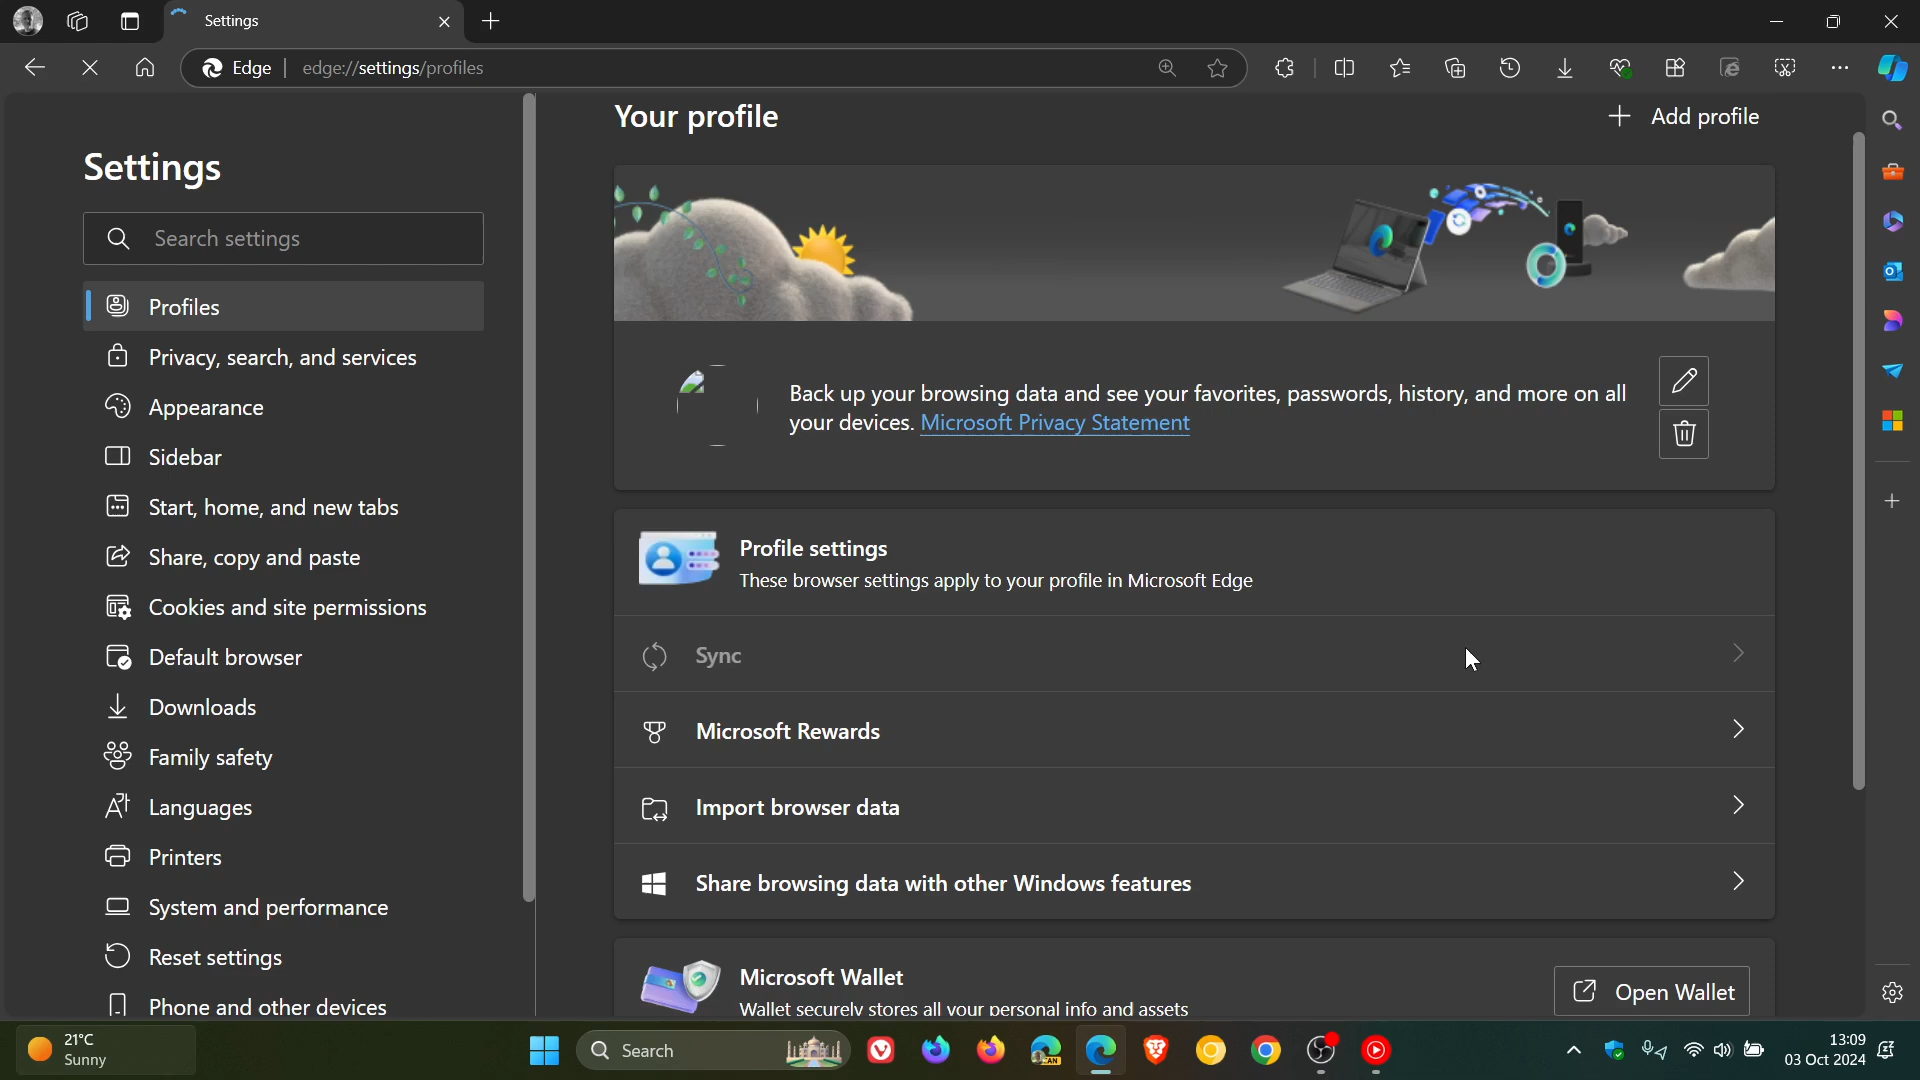 Settings
Edge
edge://settings/profiles
Settings
Search settings
Profiles
Privacy, search, and services
Appearance
Sidebar
Start, home, and new tabs
Share, copy and paste
Cookies and site permissions
Default browser
Downloads
Family safety
Languages
Printers
System and performance
Reset settings
Phone and other devices
Your profile
Add profile
Back up your browsing data and see your favorites, passwords, history, and more on all
your devices. Microsoft Privacy Statement
Profile settings
These browser settings apply to your profile in Microsoft Edge
Sync
Microsoft Rewards
Import browser data
Share browsing data with other Windows features
Microsoft Wallet
Wallet securely stores all your personal info and assets
Open Wallet
21°C
Sunny
Search
CAN
13:09
03 Oct 2024